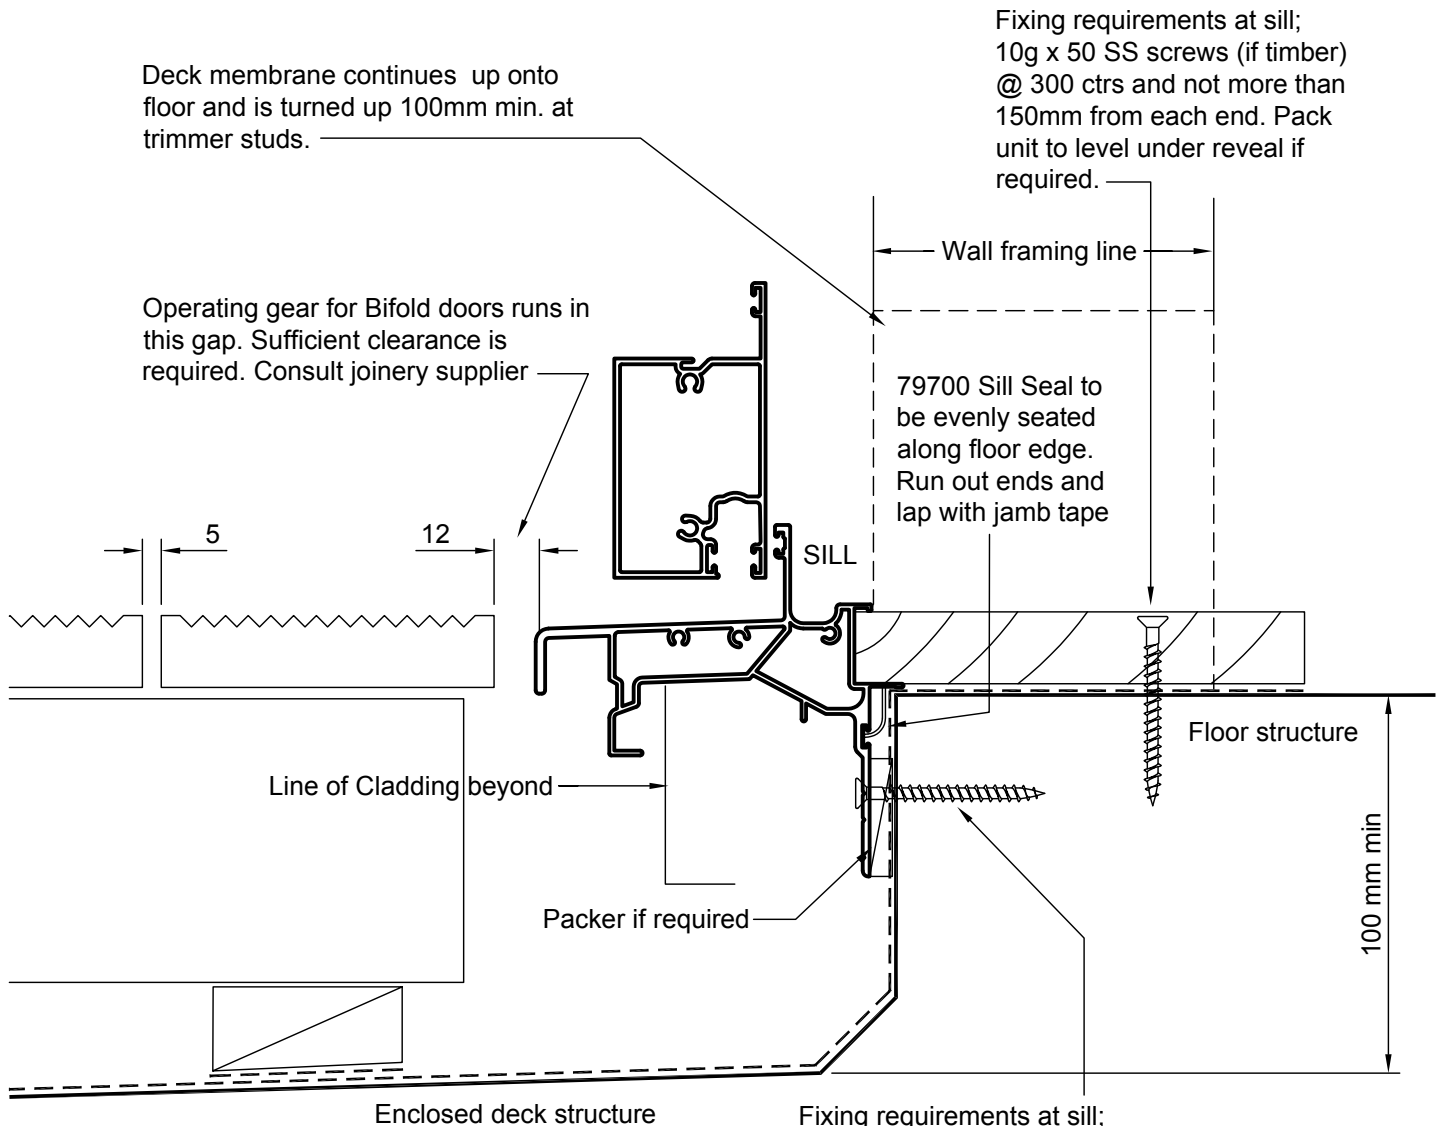 Fixing requirements at sill;
10g x 50 SS screws (if timber)
@ 300 ctrs and not more than
150mm from each end. Pack
unit to level under reveal if
required.
Deck membrane continues up onto
floor and is turned up 100mm min. at
trimmer studs.
Wall framing line
Operating gear for Bifold doors runs in
this gap. Sufficient clearance is
required. Consult joinery supplier
79700 Sill Seal to
be evenly seated
along floor edge.
Run out ends and
lap with jamb tape
5
12
SILL
Floor structure
Line of Cladding beyond
Packer if required
100 mm min
Enclosed deck structure
Fixing requirements at sill;